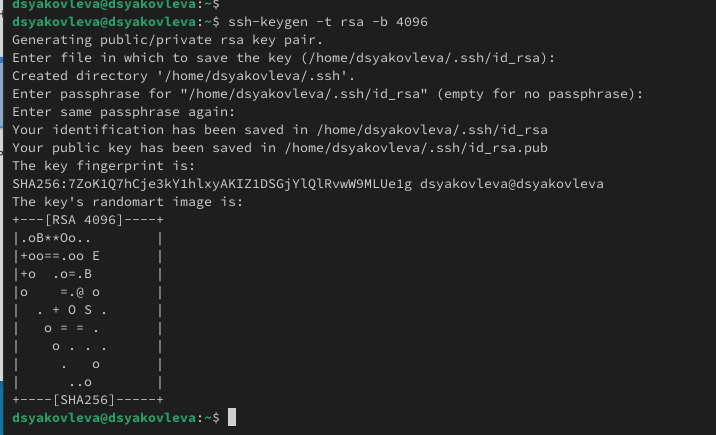 dsyakovleva@dsyakovleva:~$
dsyakovleva@dsyakovleva:~$ ssh-keygen -t rsa -b 4096
Generating public/private rsa key pair.
Enter file in which to save the key (/home/dsyakovleva/.ssh/id_rsa):
Created directory '/home/dsyakovleva/.ssh'.
Enter passphrase for "/home/dsyakovleva/.ssh/id_rsa" (empty for no passphrase):
Enter same passphrase again:
Your identification has been saved in /home/dsyakovleva/.ssh/id_rsa
Your public key has been saved in /home/dsyakovleva/.ssh/id_rsa.pub
The key fingerprint is:
SHA256:7ZoK1Q7hCje3kY1hlxyAKIZ1DSGjYlQlRvwW9MLUe1g dsyakovleva@dsyakovleva
The key's randomart image is:
+---[RSA 4096]----+
|.oB**Oo..        |
|+oo==.oo E       |
|+o  .o=.B        |
|o    =.@ o       |
|  . + O S .      |
|   o = = .       |
|    o . . .      |
|     .   o       |
|      ..o        |
+----[SHA256]-----+
dsyakovleva@dsyakovleva:~$